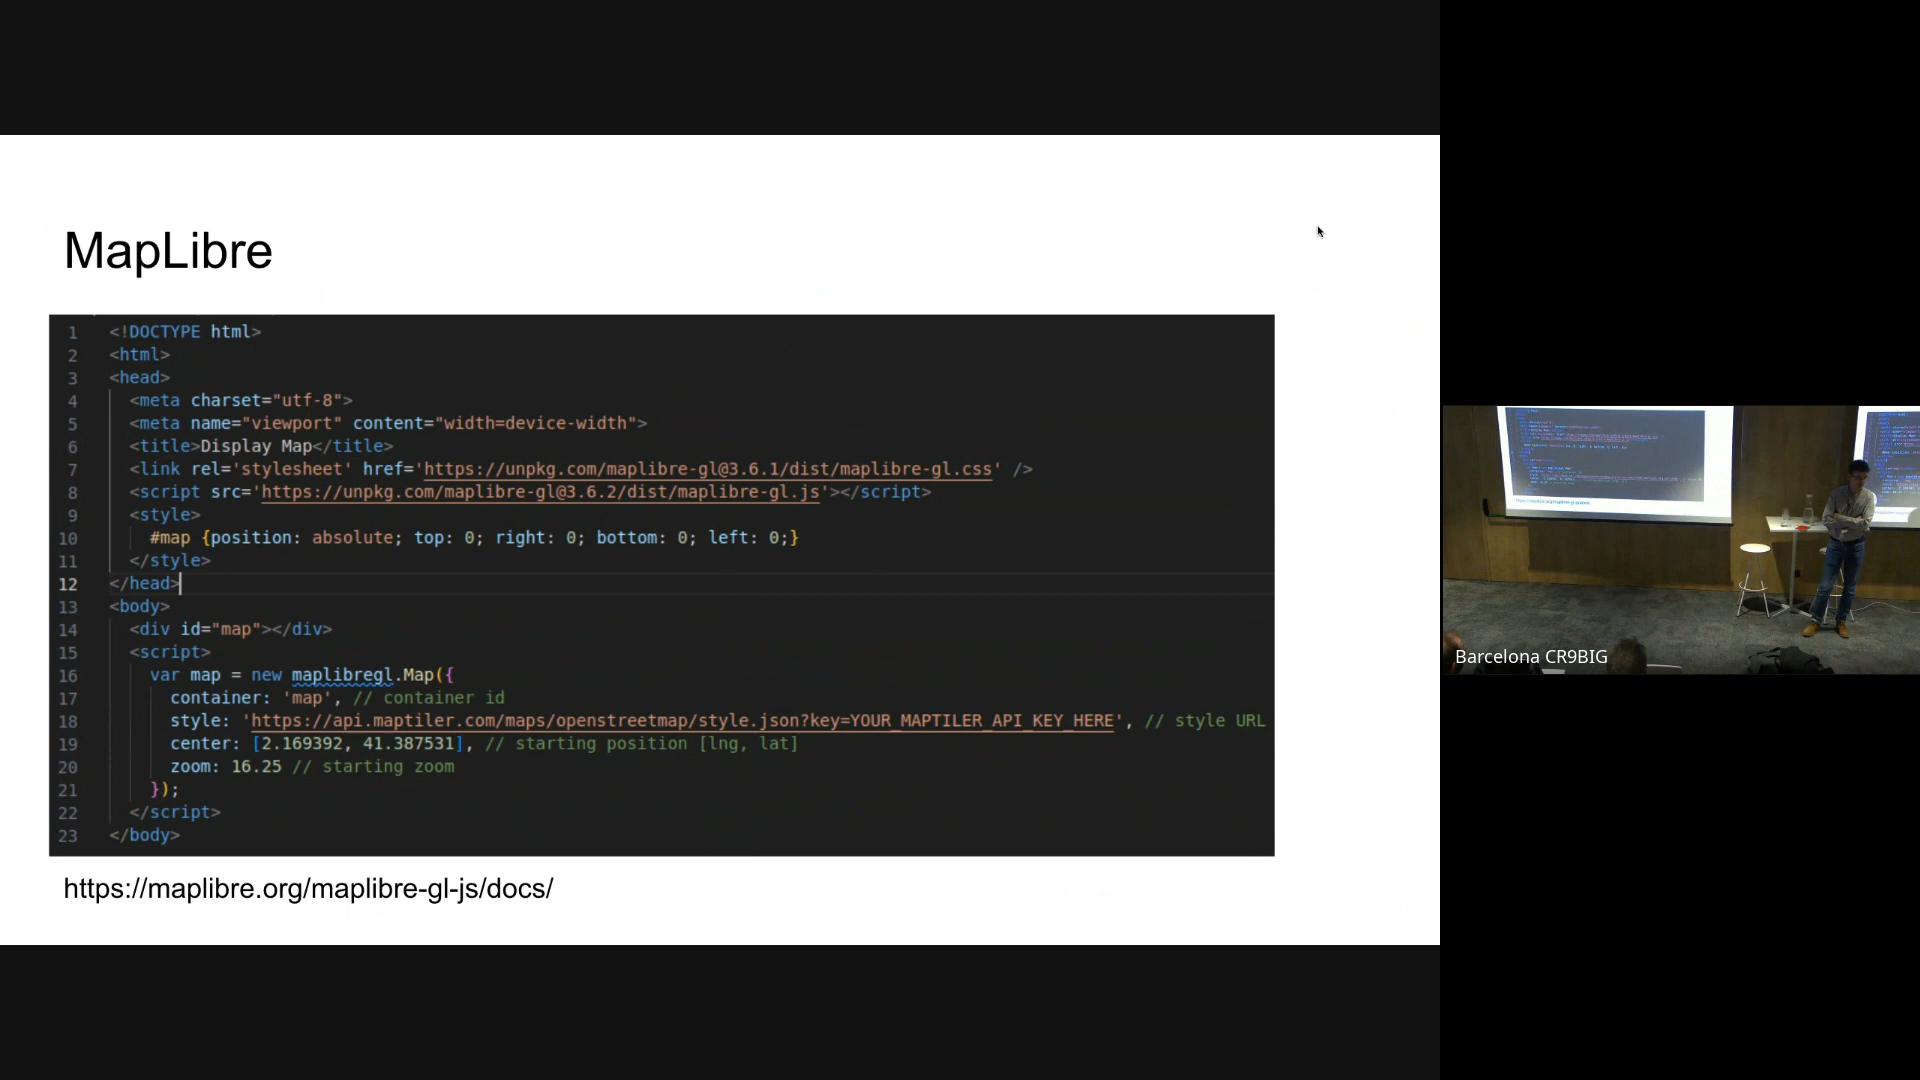 MapLibre
1 <!DOCTYPE html>
2 <html>
3 <head>
4 <meta charset="utf-8">
5 <meta name="viewport" content="width=device-width">
6 <title>Display Map</title>
7 <link rel='stylesheet' href='https://unpkg.com/maplibre-gl@3.6.1/dist/maplibre-gl.css' />
8 <script src='https://unpkg.com/maplibre-gl@3.6.2/dist/maplibre-gl.js'></script>
9 <style>
10 #map {position: absolute; top: 0; right: 0; bottom: 0; left: 0;}
11 </style>
12 </head>
13 <body>
14 <div id="map"></div>
15 <script>
16 var map = new maplibregl.Map({
17 container: 'map', // container id
18 style: 'https://api.maptiler.com/maps/openstreetmap/style.json?key=YOUR_MAPTILER_API_KEY_HERE', // style URL
19 center: [2.169392, 41.387531], // starting position [lng, lat]
20 zoom: 16.25 // starting zoom
21 });
22 </script>
23 </body>
https://maplibre.org/maplibre-gl-js/docs/
Barcelona CR9BIG